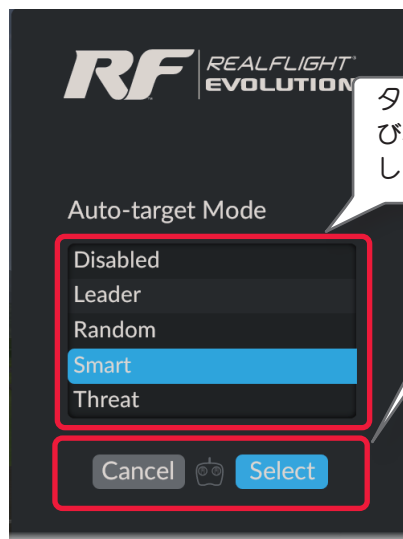 RF REALFLIGHT
EVOLUTION
タ
び
し
Auto-target Mode
Disabled
Leader
Random
Smart
Threat
Cancel Select